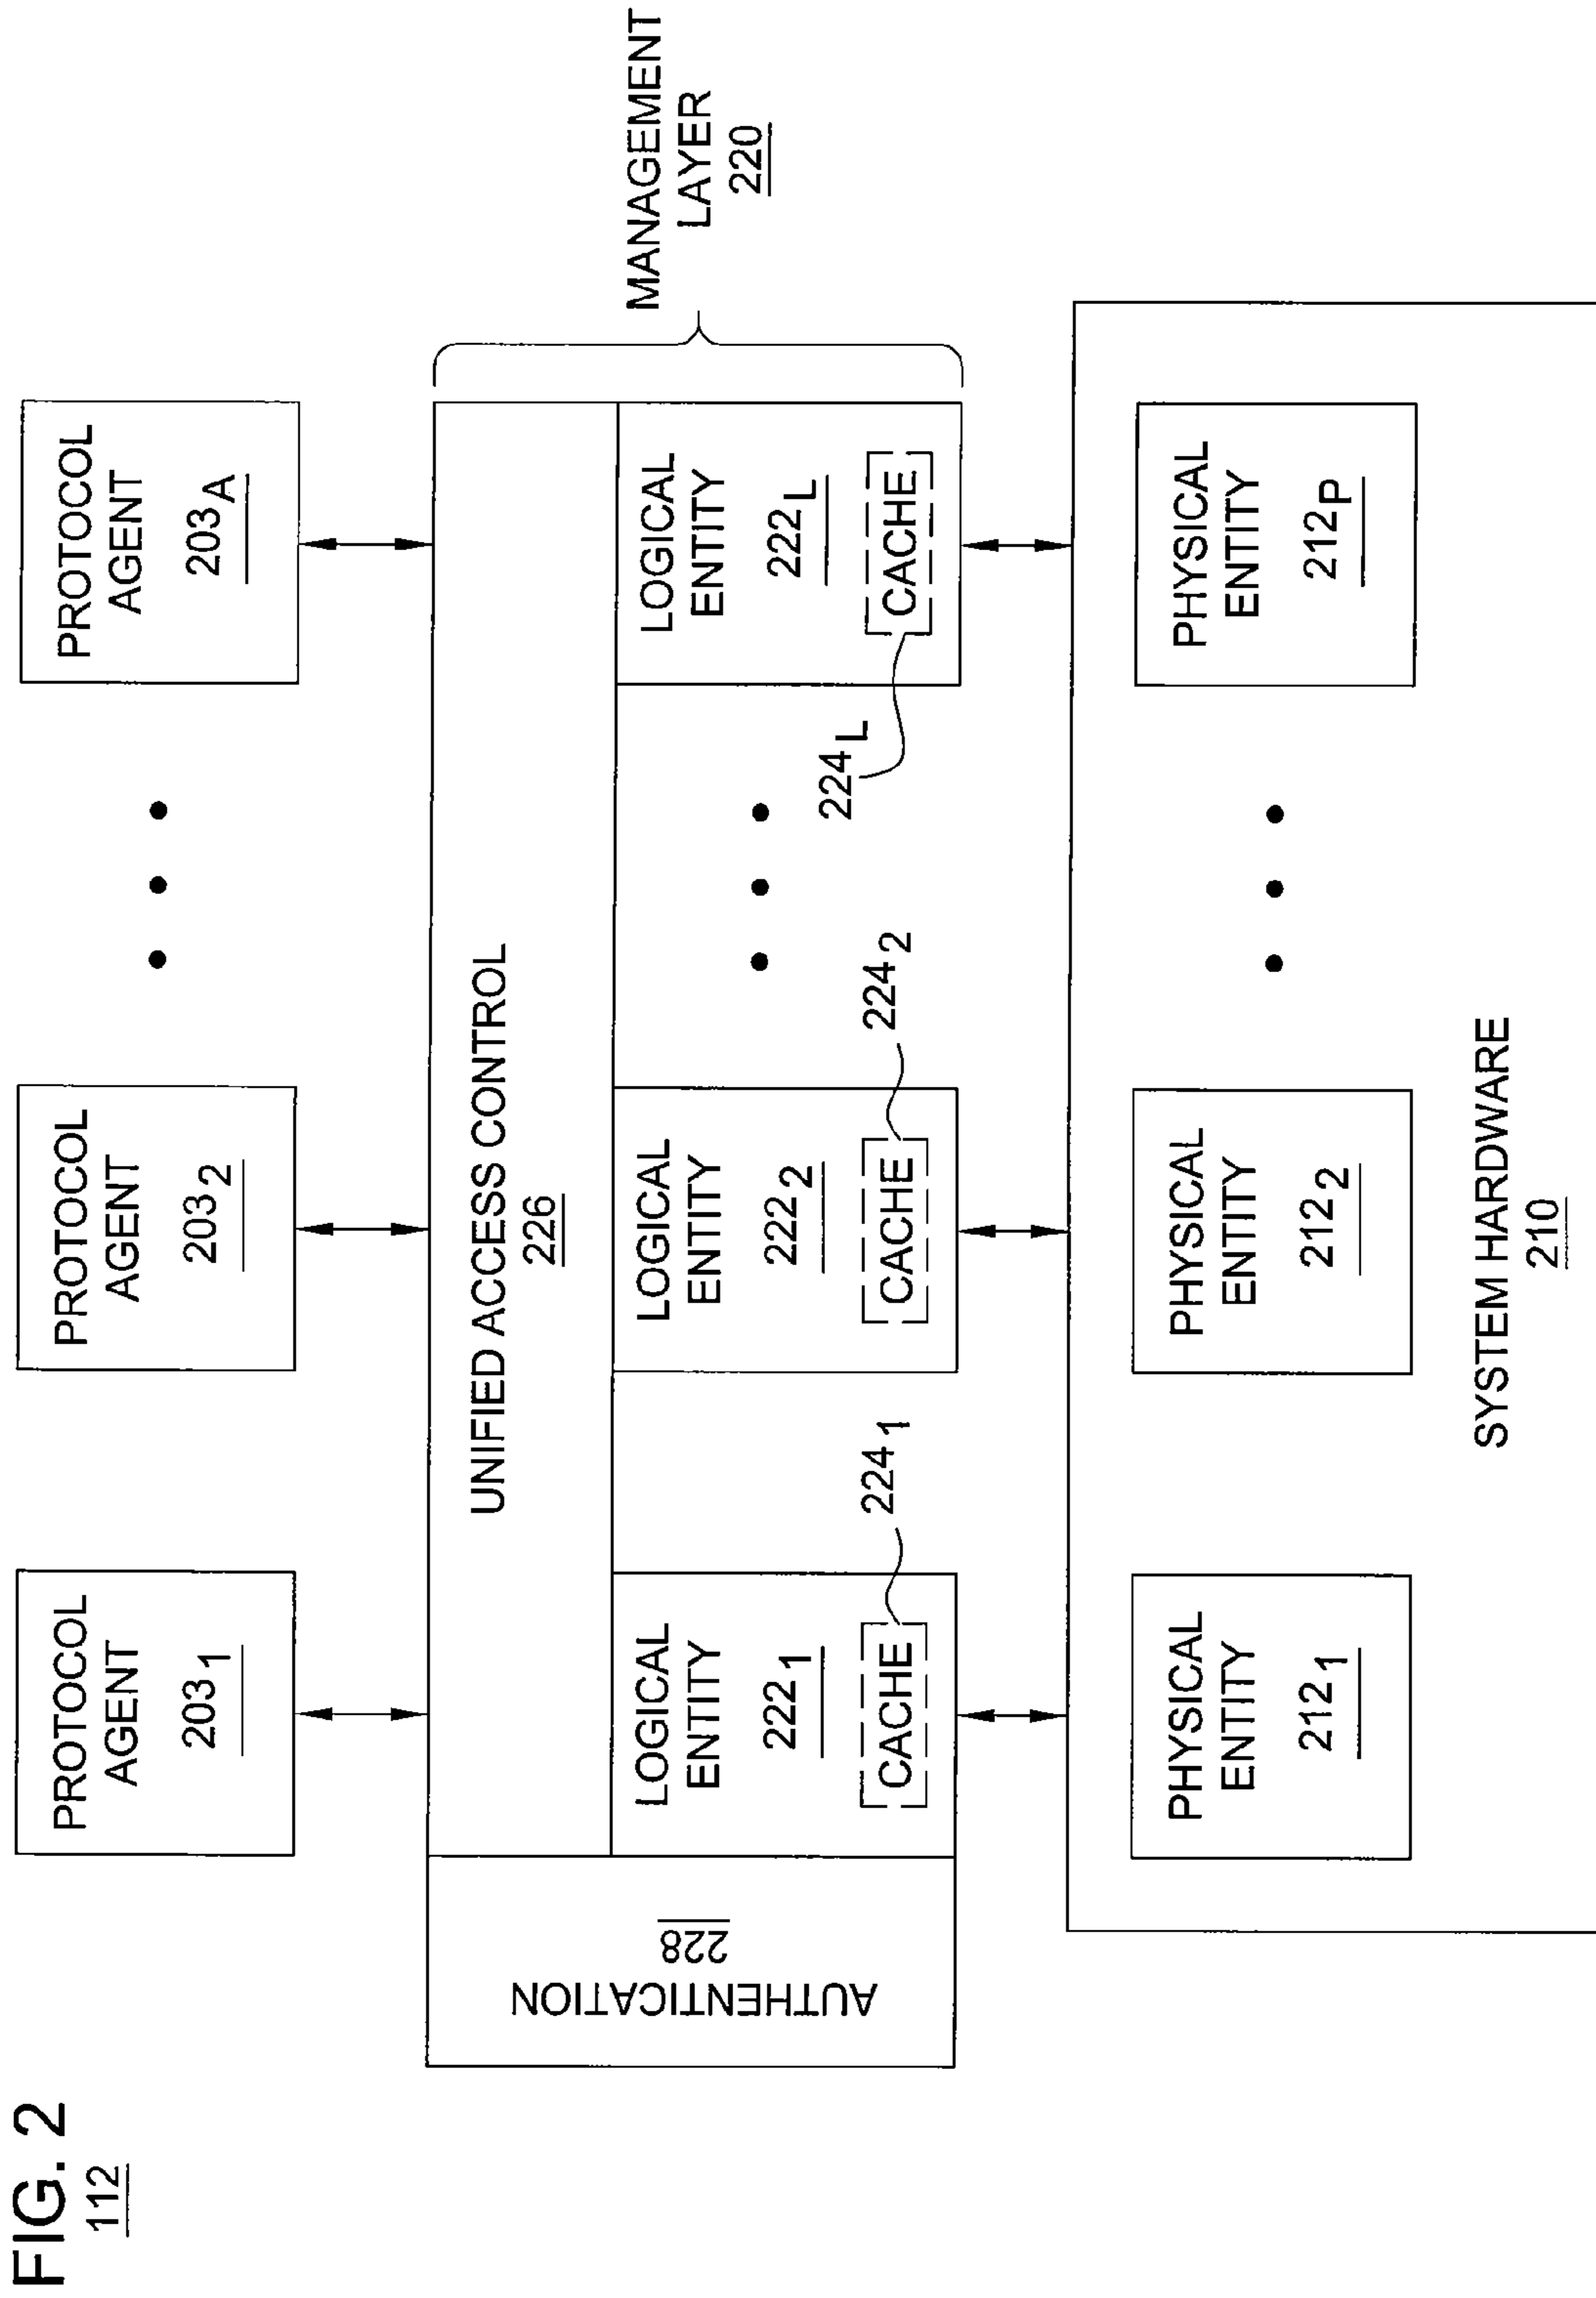 FIG. 2
112
PROTOCOL
AGENT
203₁
PROTOCOL
AGENT
203₂
PROTOCOL
AGENT
203A
UNIFIED ACCESS CONTROL
226
AUTHENTICATION
228
LOGICAL
ENTITY
222₁
CACHE
224₁
LOGICAL
ENTITY
222₂
CACHE
224₂
LOGICAL
ENTITY
222L
CACHE
224L
MANAGEMENT
LAYER
220
PHYSICAL
ENTITY
212₁
PHYSICAL
ENTITY
212₂
PHYSICAL
ENTITY
212P
SYSTEM HARDWARE
210